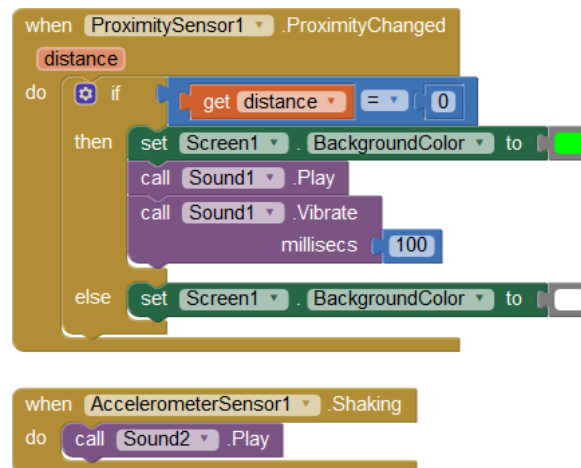 when ProximitySensor1 .ProximityChanged
distance
do if get distance = 0
then set Screen1 . BackgroundColor to
call Sound1 .Play
call Sound1 .Vibrate
millisecs 100
else set Screen1 . BackgroundColor to
when AccelerometerSensor1 .Shaking
do call Sound2 .Play